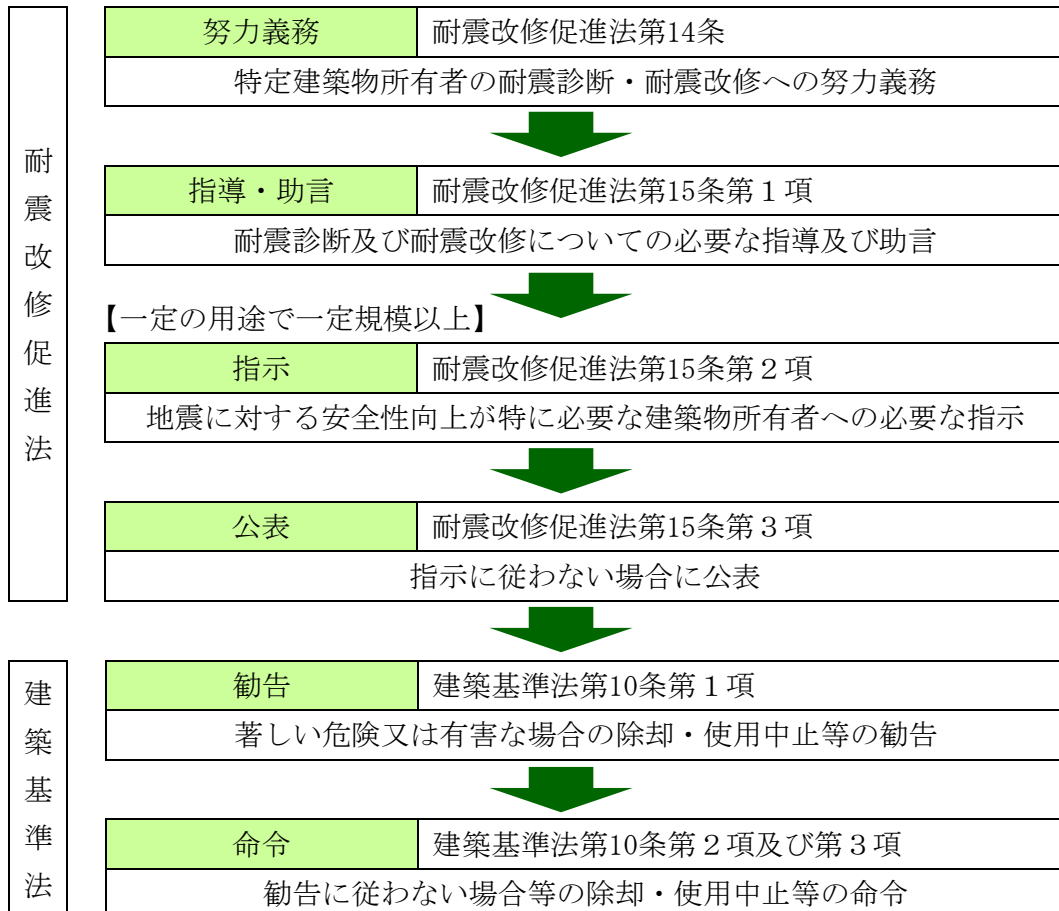 耐震改修促進法
努力義務 耐震改修促進法第14条
特定建築物所有者の耐震診断・耐震改修への努力義務
指導・助言 耐震改修促進法第15条第１項
耐震診断及び耐震改修についての必要な指導及び助言
【一定の用途で一定規模以上】
指示 耐震改修促進法第15条第２項
地震に対する安全性向上が特に必要な建築物所有者への必要な指示
公表 耐震改修促進法第15条第３項
指示に従わない場合に公表
建築基準法
勧告 建築基準法第10条第１項
著しい危険又は有害な場合の除却・使用中止等の勧告
命令 建築基準法第10条第２項及び第３項
勧告に従わない場合等の除却・使用中止等の命令